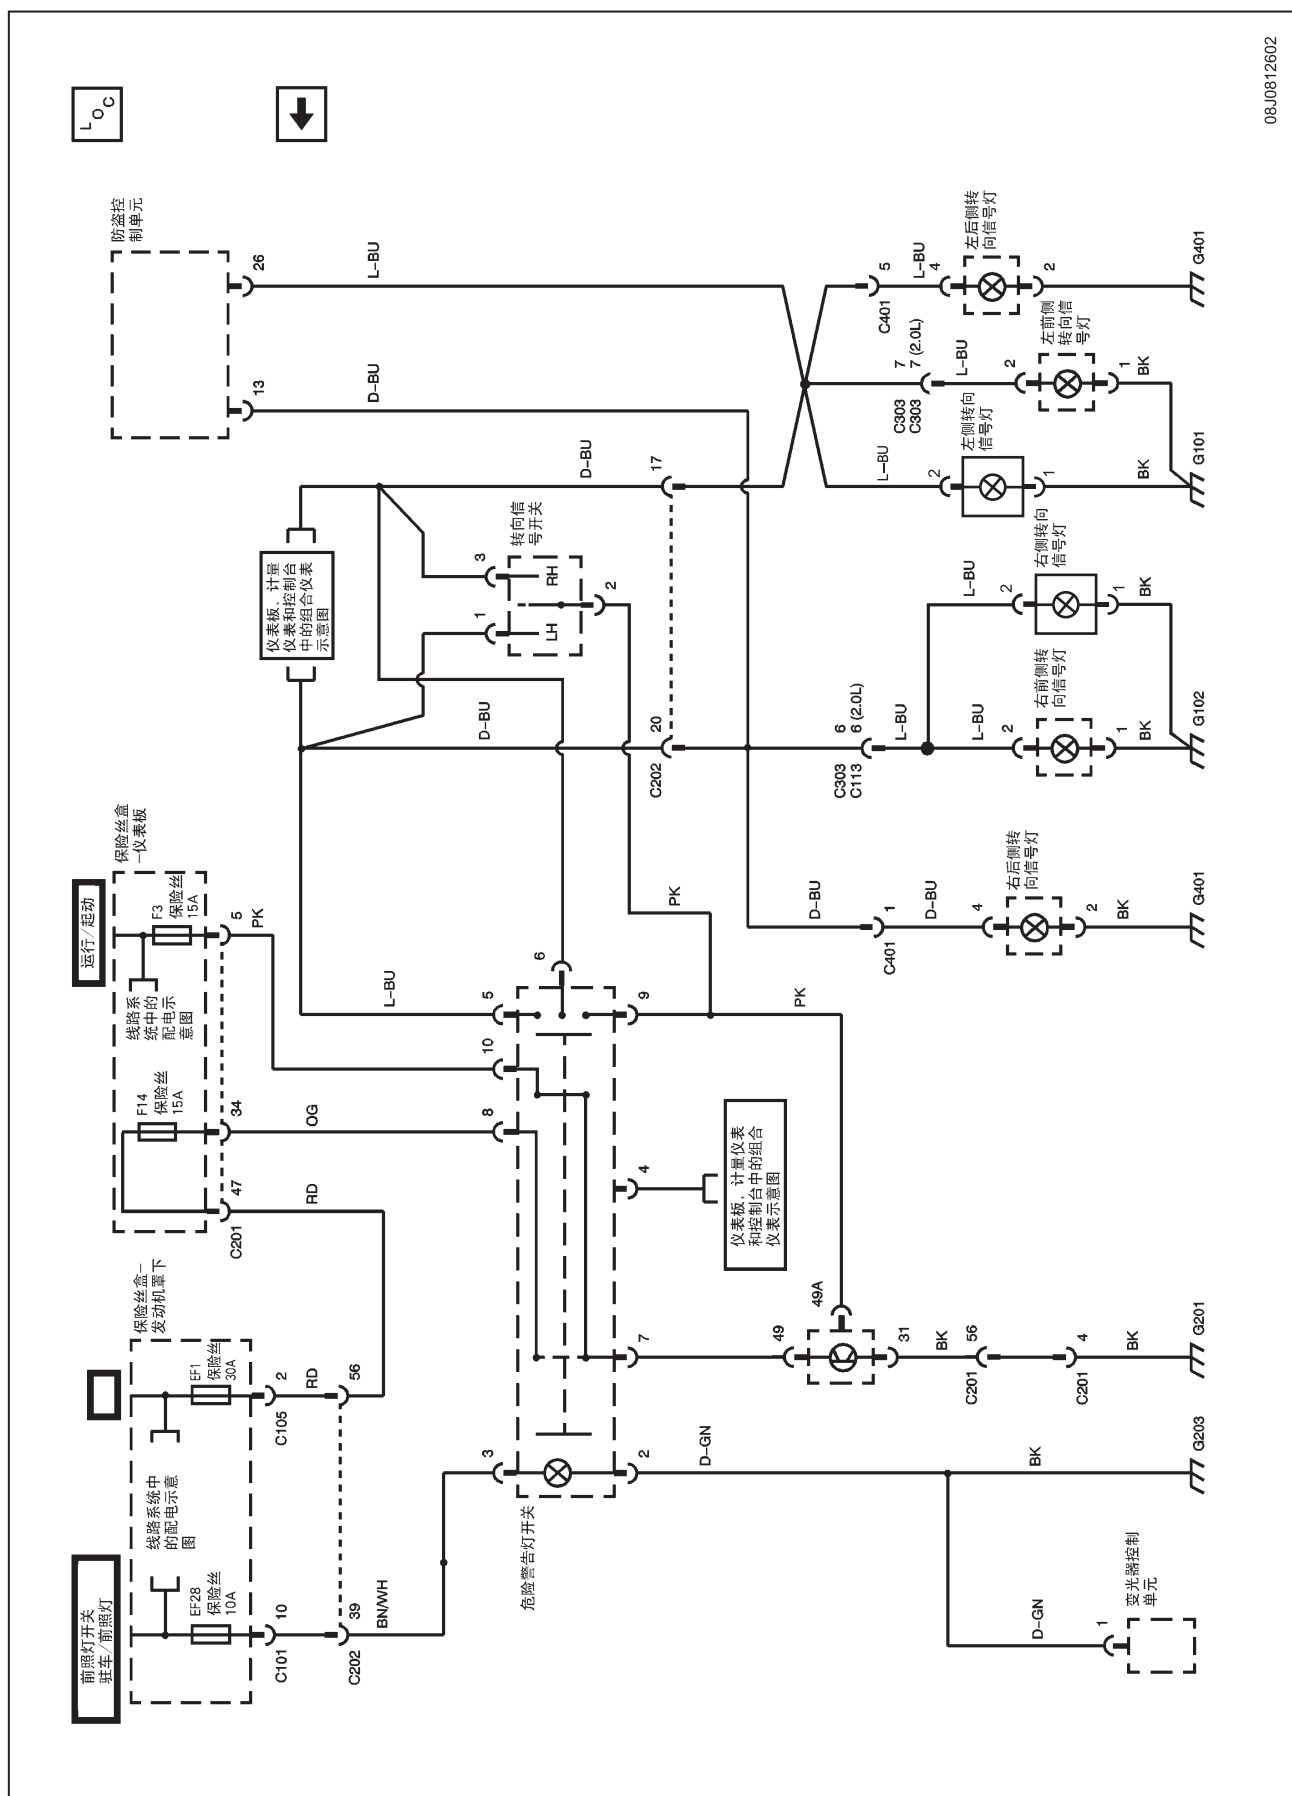 前照灯开关
驻车/前照灯
运行/起动
LOC
保险丝盒-
发动机罩下
保险丝盒
-仪表板
防盗控
制单元
线路系统中
的配电示意
图
EF28
保险丝
10A
EF1
保险丝
30A
F14
保险丝
15A
线路系
统中的
配电示
意图
F3
保险丝
15A
C101
10
C105
2
C201
47
34
5
13
26
RD
RD
OG
PK
C202
39
56
BN/WH
仪表板、计量
仪表和控制台
中的组合仪表
示意图
D-BU
L-BU
L-BU
3
8
10
5
6
1
3
LH
RH
转向信
号开关
2
D-BU
D-BU
危险警告灯开关
2
7
4
9
C202
20
17
PK
D-GN
仪表板、计量仪表
和控制台中的组合
仪表示意图
PK
49
49A
31
BK
C201
56
C201
4
BK
BK
D-GN
1
变光器控制
单元
D-BU
C401
1
D-BU
4
右后侧转
向信号灯
2
BK
C303
C113
6
6 (2.0L)
L-BU
L-BU
L-BU
2
右前侧转
向信号灯
1
BK
2
右侧转向
信号灯
1
BK
L-BU
2
左侧转向
信号灯
1
BK
C303
C303
7
7 (2.0L)
L-BU
2
左前侧
转向信
号灯
1
BK
C401
5
L-BU
4
左后侧转
向信号灯
2
G203
G201
G401
G102
G101
G401
08J0812602